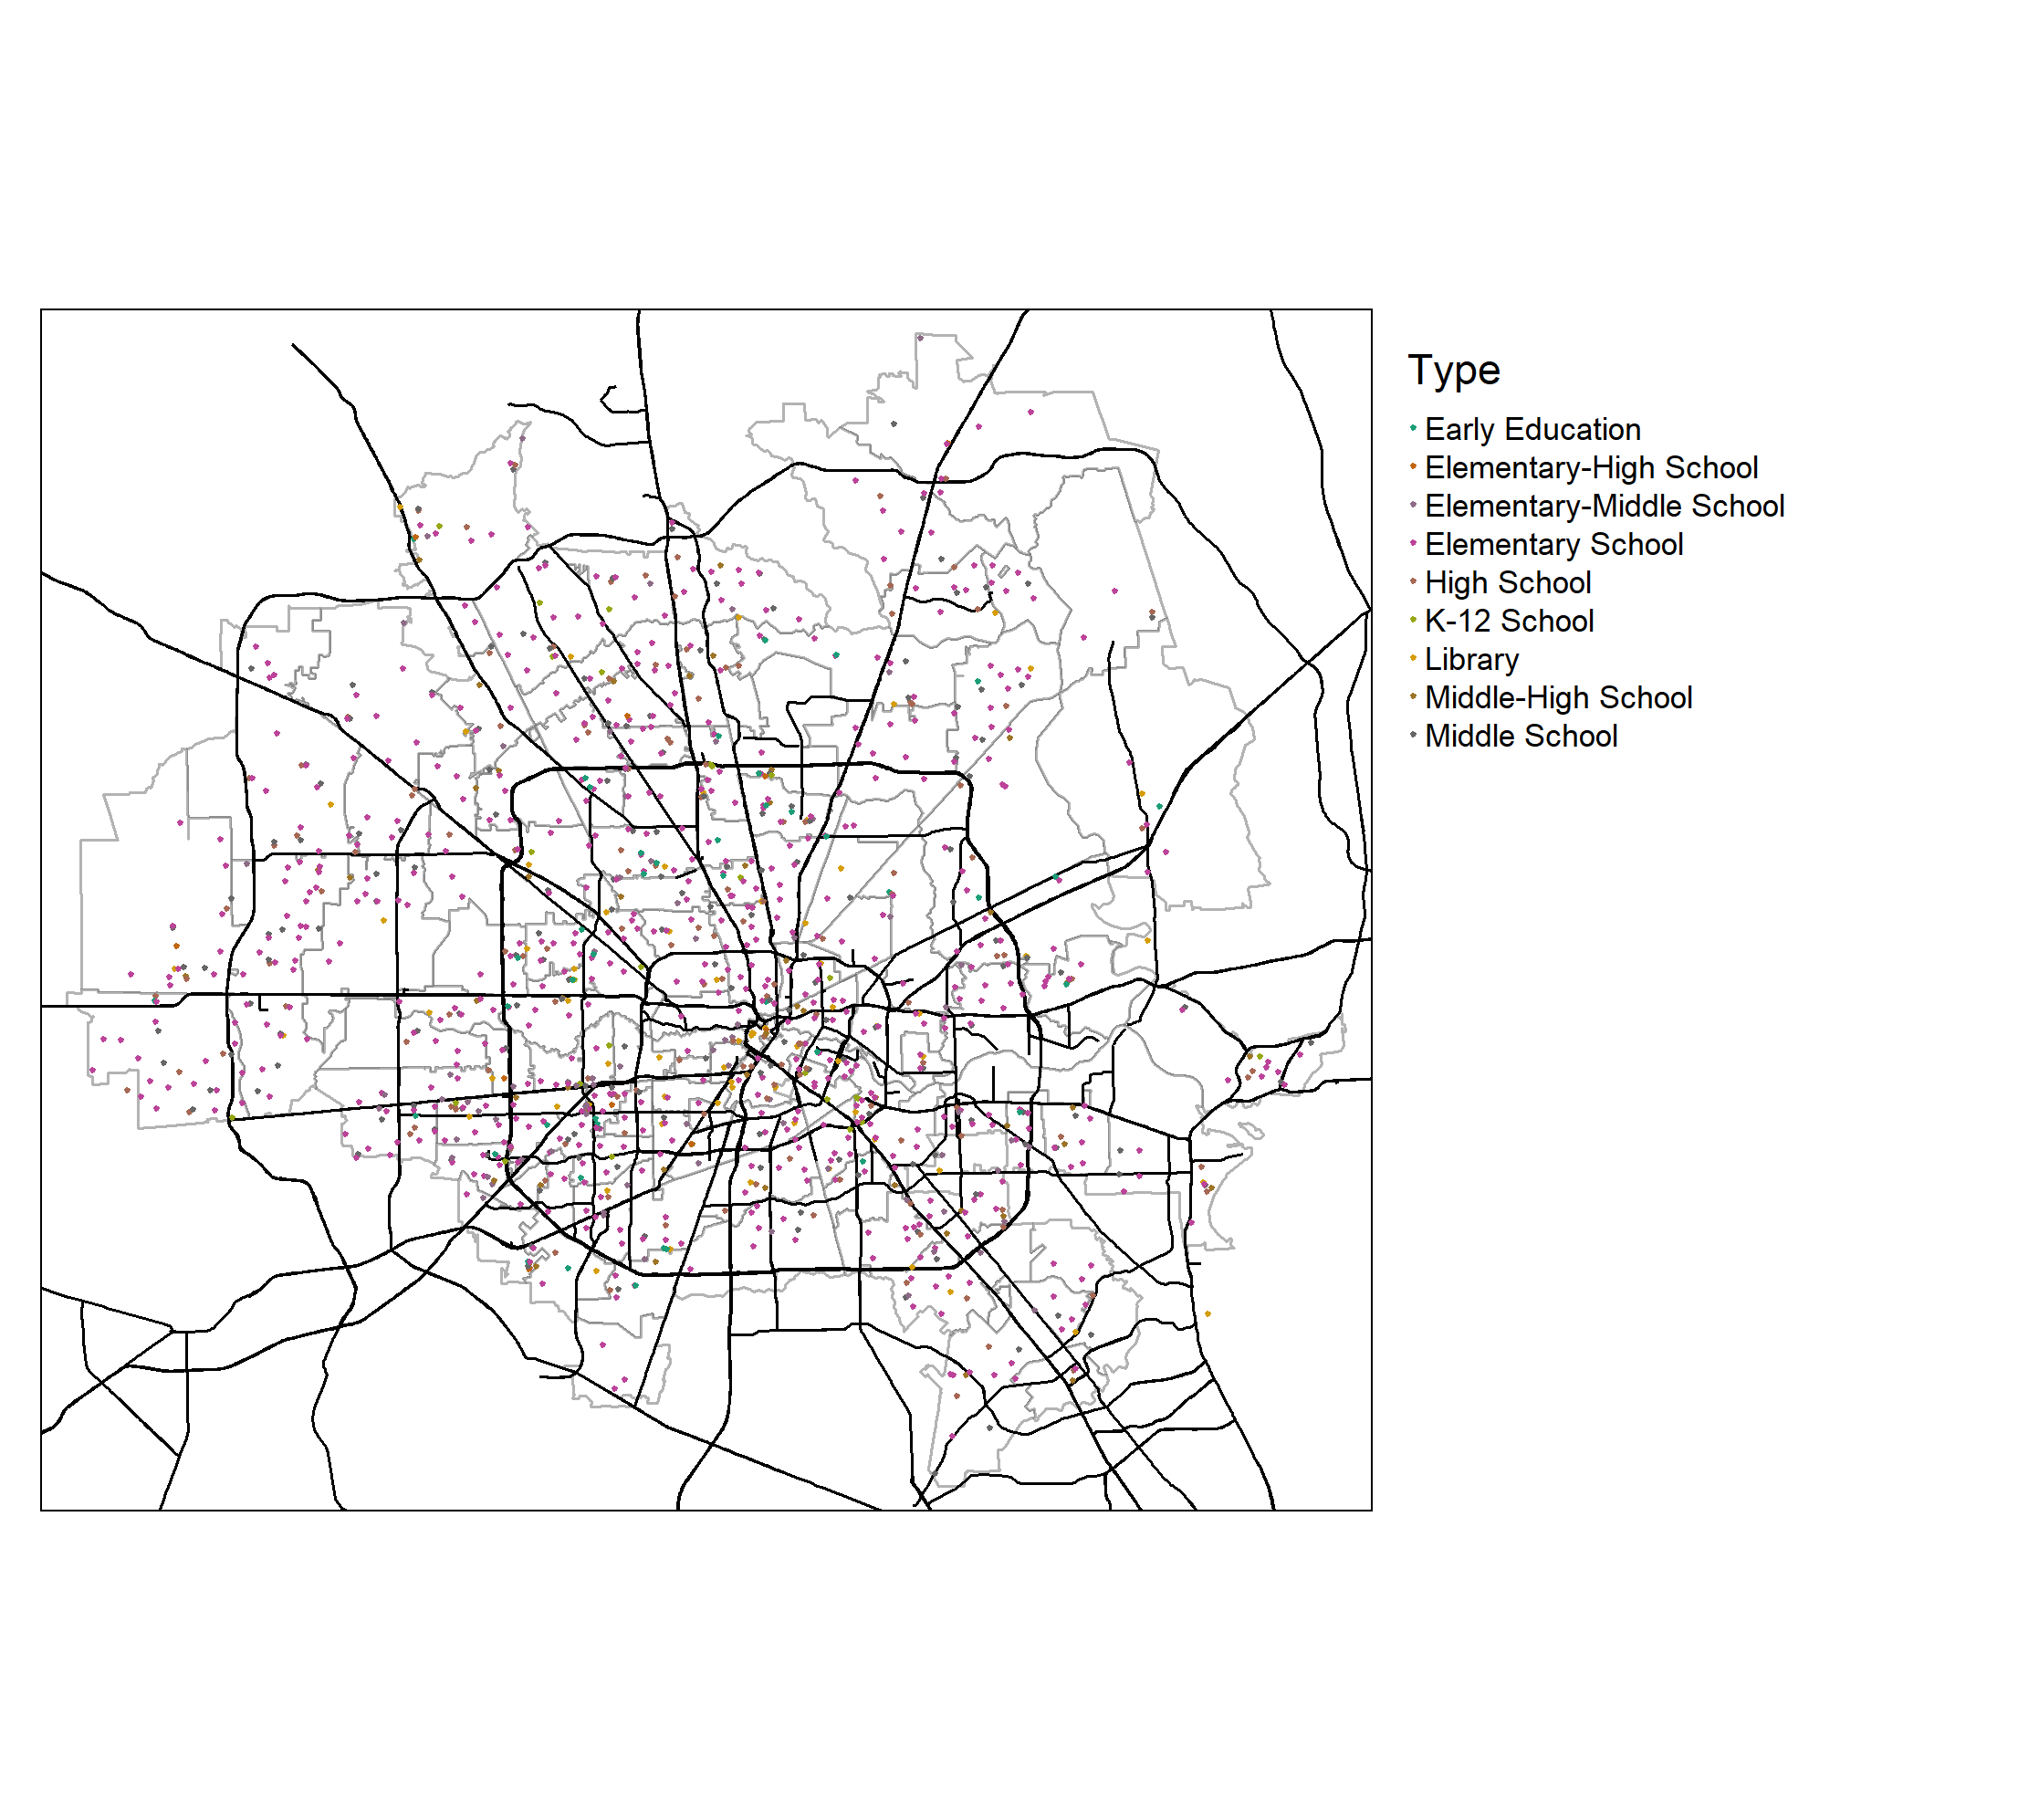 Type
Early Education
Elementary-High School
Elementary-Middle School
Elementary School
High School
K-12 School
Library
Middle-High School
Middle School